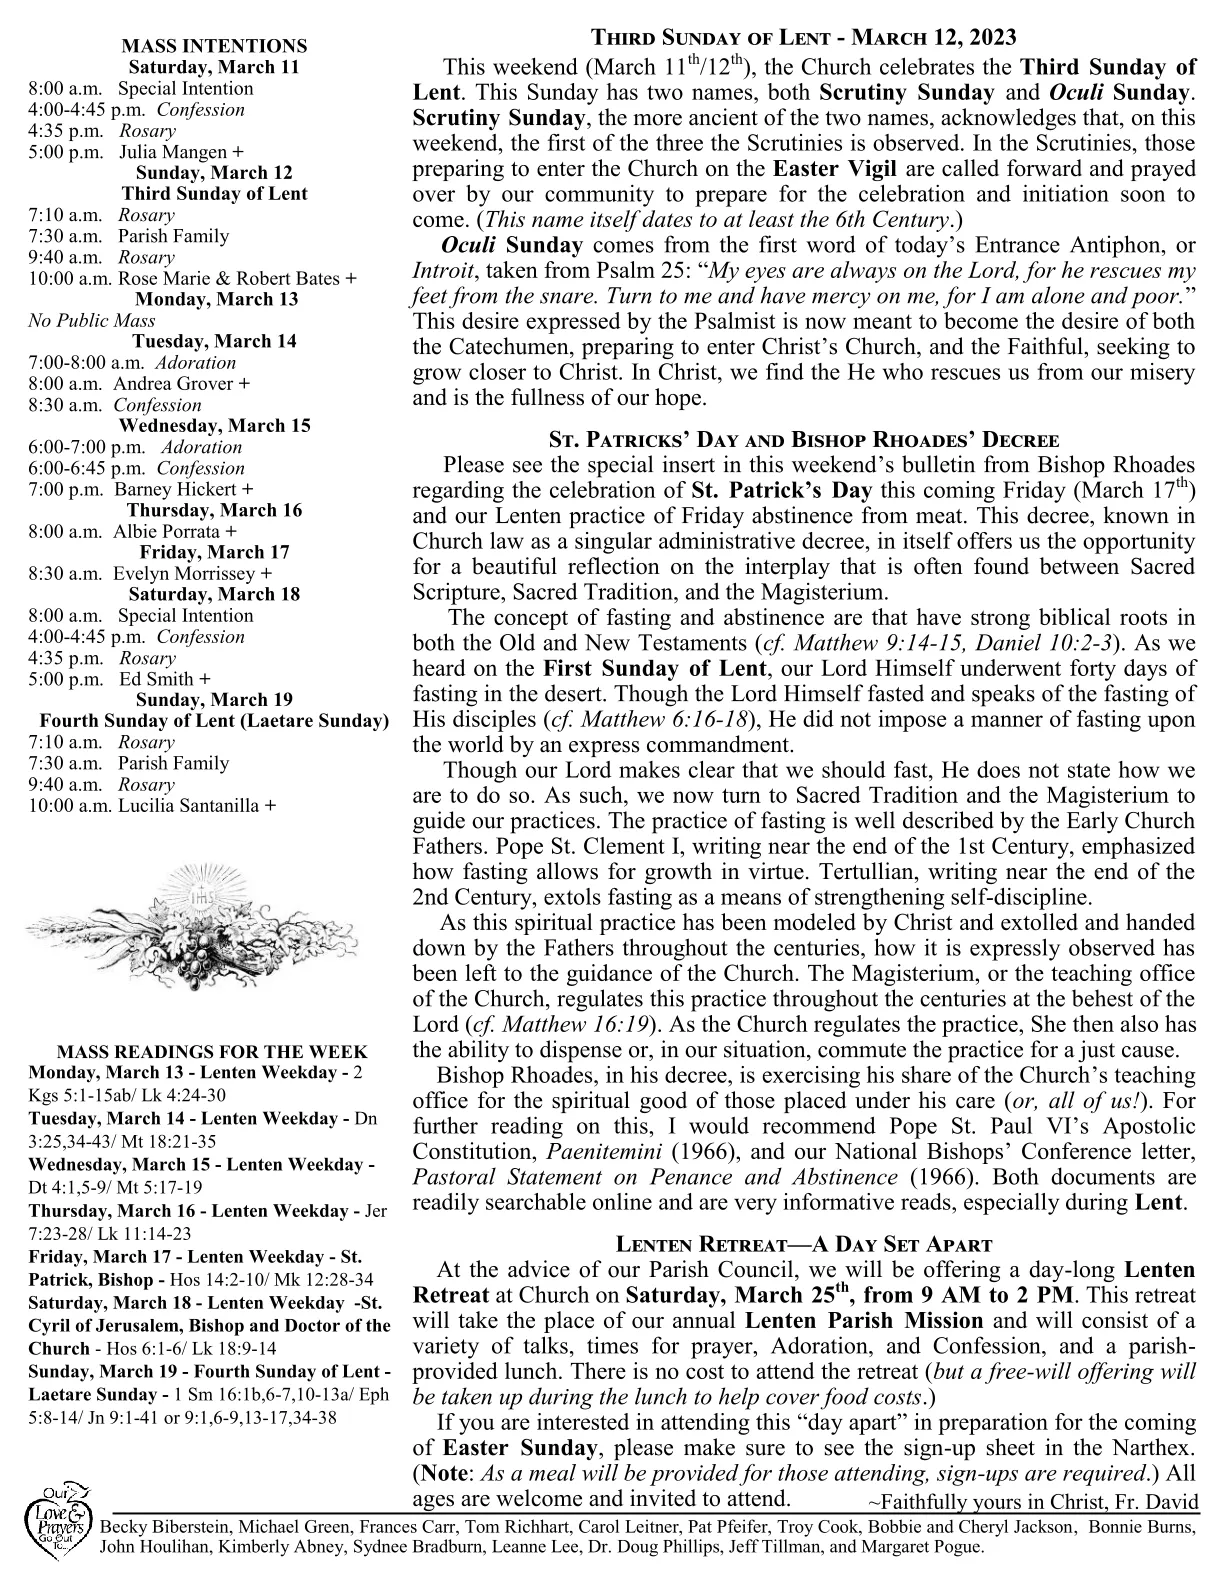 MASS INTENTIONS
Saturday, March 11
8:00 a.m. Special Intention
4:00-4:45 p.m. Confession
4:35 p.m. Rosary
5:00 p.m. Julia Mangen +
Sunday, March 12
Third Sunday of Lent
7:10 a.m. Rosary
7:30 a.m. Parish Family
9:40 a.m. Rosary
10:00 a.m. Rose Marie & Robert Bates +
Monday, March 13
No Public Mass
Tuesday, March 14
7:00-8:00 a.m. Adoration
8:00 a.m. Andrea Grover +
8:30 a.m. Confession
Wednesday, March 15
6:00-7:00 p.m. Adoration
6:00-6:45 p.m. Confession
7:00 p.m. Barney Hickert +
Thursday, March 16
8:00 a.m. Albie Porrata +
Friday, March 17
8:30 a.m. Evelyn Morrissey +
Saturday, March 18
8:00 a.m. Special Intention
4:00-4:45 p.m. Confession
4:35 p.m. Rosary
5:00 p.m. Ed Smith +
Sunday, March 19
Fourth Sunday of Lent (Laetare Sunday)
7:10 a.m. Rosary
7:30 a.m. Parish Family
9:40 a.m. Rosary
10:00 a.m. Lucilia Santanilla +
IHS
MASS READINGS FOR THE WEEK
Monday, March 13 - Lenten Weekday - 2
Kgs 5:1-15ab/ Lk 4:24-30
Tuesday, March 14 - Lenten Weekday - Dn
3:25,34-43/ Mt 18:21-35
Wednesday, March 15 - Lenten Weekday -
Dt 4:1,5-9/ Mt 5:17-19
Thursday, March 16 - Lenten Weekday - Jer
7:23-28/ Lk 11:14-23
Friday, March 17 - Lenten Weekday - St.
Patrick, Bishop - Hos 14:2-10/ Mk 12:28-34
Saturday, March 18 - Lenten Weekday -St.
Cyril of Jerusalem, Bishop and Doctor of the
Church - Hos 6:1-6/ Lk 18:9-14
Sunday, March 19 - Fourth Sunday of Lent -
Laetare Sunday - 1 Sm 16:1b,6-7,10-13a/ Eph
5:8-14/ Jn 9:1-41 or 9:1,6-9,13-17,34-38
THIRD SUNDAY OF LENT - MARCH 12, 2023
This weekend (March 11th/12th), the Church celebrates the Third Sunday of
Lent. This Sunday has two names, both Scrutiny Sunday and Oculi Sunday.
Scrutiny Sunday, the more ancient of the two names, acknowledges that, on this
weekend, the first of the three the Scrutinies is observed. In the Scrutinies, those
preparing to enter the Church on the Easter Vigil are called forward and prayed
over by our community to prepare for the celebration and initiation soon to
come. (This name itself dates to at least the 6th Century.)
Oculi Sunday comes from the first word of today’s Entrance Antiphon, or
Introit, taken from Psalm 25: “My eyes are always on the Lord, for he rescues my
feet from the snare. Turn to me and have mercy on me, for I am alone and poor.”
This desire expressed by the Psalmist is now meant to become the desire of both
the Catechumen, preparing to enter Christ’s Church, and the Faithful, seeking to
grow closer to Christ. In Christ, we find the He who rescues us from our misery
and is the fullness of our hope.
ST. PATRICKS’ DAY AND BISHOP RHOADES’ DECREE
Please see the special insert in this weekend’s bulletin from Bishop Rhoades
regarding the celebration of St. Patrick’s Day this coming Friday (March 17th)
and our Lenten practice of Friday abstinence from meat. This decree, known in
Church law as a singular administrative decree, in itself offers us the opportunity
for a beautiful reflection on the interplay that is often found between Sacred
Scripture, Sacred Tradition, and the Magisterium.
The concept of fasting and abstinence are that have strong biblical roots in
both the Old and New Testaments (cf. Matthew 9:14-15, Daniel 10:2-3). As we
heard on the First Sunday of Lent, our Lord Himself underwent forty days of
fasting in the desert. Though the Lord Himself fasted and speaks of the fasting of
His disciples (cf. Matthew 6:16-18), He did not impose a manner of fasting upon
the world by an express commandment.
Though our Lord makes clear that we should fast, He does not state how we
are to do so. As such, we now turn to Sacred Tradition and the Magisterium to
guide our practices. The practice of fasting is well described by the Early Church
Fathers. Pope St. Clement I, writing near the end of the 1st Century, emphasized
how fasting allows for growth in virtue. Tertullian, writing near the end of the
2nd Century, extols fasting as a means of strengthening self-discipline.
As this spiritual practice has been modeled by Christ and extolled and handed
down by the Fathers throughout the centuries, how it is expressly observed has
been left to the guidance of the Church. The Magisterium, or the teaching office
of the Church, regulates this practice throughout the centuries at the behest of the
Lord (cf. Matthew 16:19). As the Church regulates the practice, She then also has
the ability to dispense or, in our situation, commute the practice for a just cause.
Bishop Rhoades, in his decree, is exercising his share of the Church’s teaching
office for the spiritual good of those placed under his care (or, all of us!). For
further reading on this, I would recommend Pope St. Paul VI’s Apostolic
Constitution, Paenitemini (1966), and our National Bishops’ Conference letter,
Pastoral Statement on Penance and Abstinence (1966). Both documents are
readily searchable online and are very informative reads, especially during Lent.
LENTEN RETREAT—A DAY SET APART
At the advice of our Parish Council, we will be offering a day-long Lenten
Retreat at Church on Saturday, March 25th, from 9 AM to 2 PM. This retreat
will take the place of our annual Lenten Parish Mission and will consist of a
variety of talks, times for prayer, Adoration, and Confession, and a parish-
provided lunch. There is no cost to attend the retreat (but a free-will offering will
be taken up during the lunch to help cover food costs.)
If you are interested in attending this “day apart” in preparation for the coming
of Easter Sunday, please make sure to see the sign-up sheet in the Narthex.
(Note: As a meal will be provided for those attending, sign-ups are required.) All
ages are welcome and invited to attend.
~Faithfully yours in Christ, Fr. David
Our
Love &
Prayers
Go Out
To...
Becky Biberstein, Michael Green, Frances Carr, Tom Richhart, Carol Leitner, Pat Pfeifer, Troy Cook, Bobbie and Cheryl Jackson, Bonnie Burns,
John Houlihan, Kimberly Abney, Sydnee Bradburn, Leanne Lee, Dr. Doug Phillips, Jeff Tillman, and Margaret Pogue.